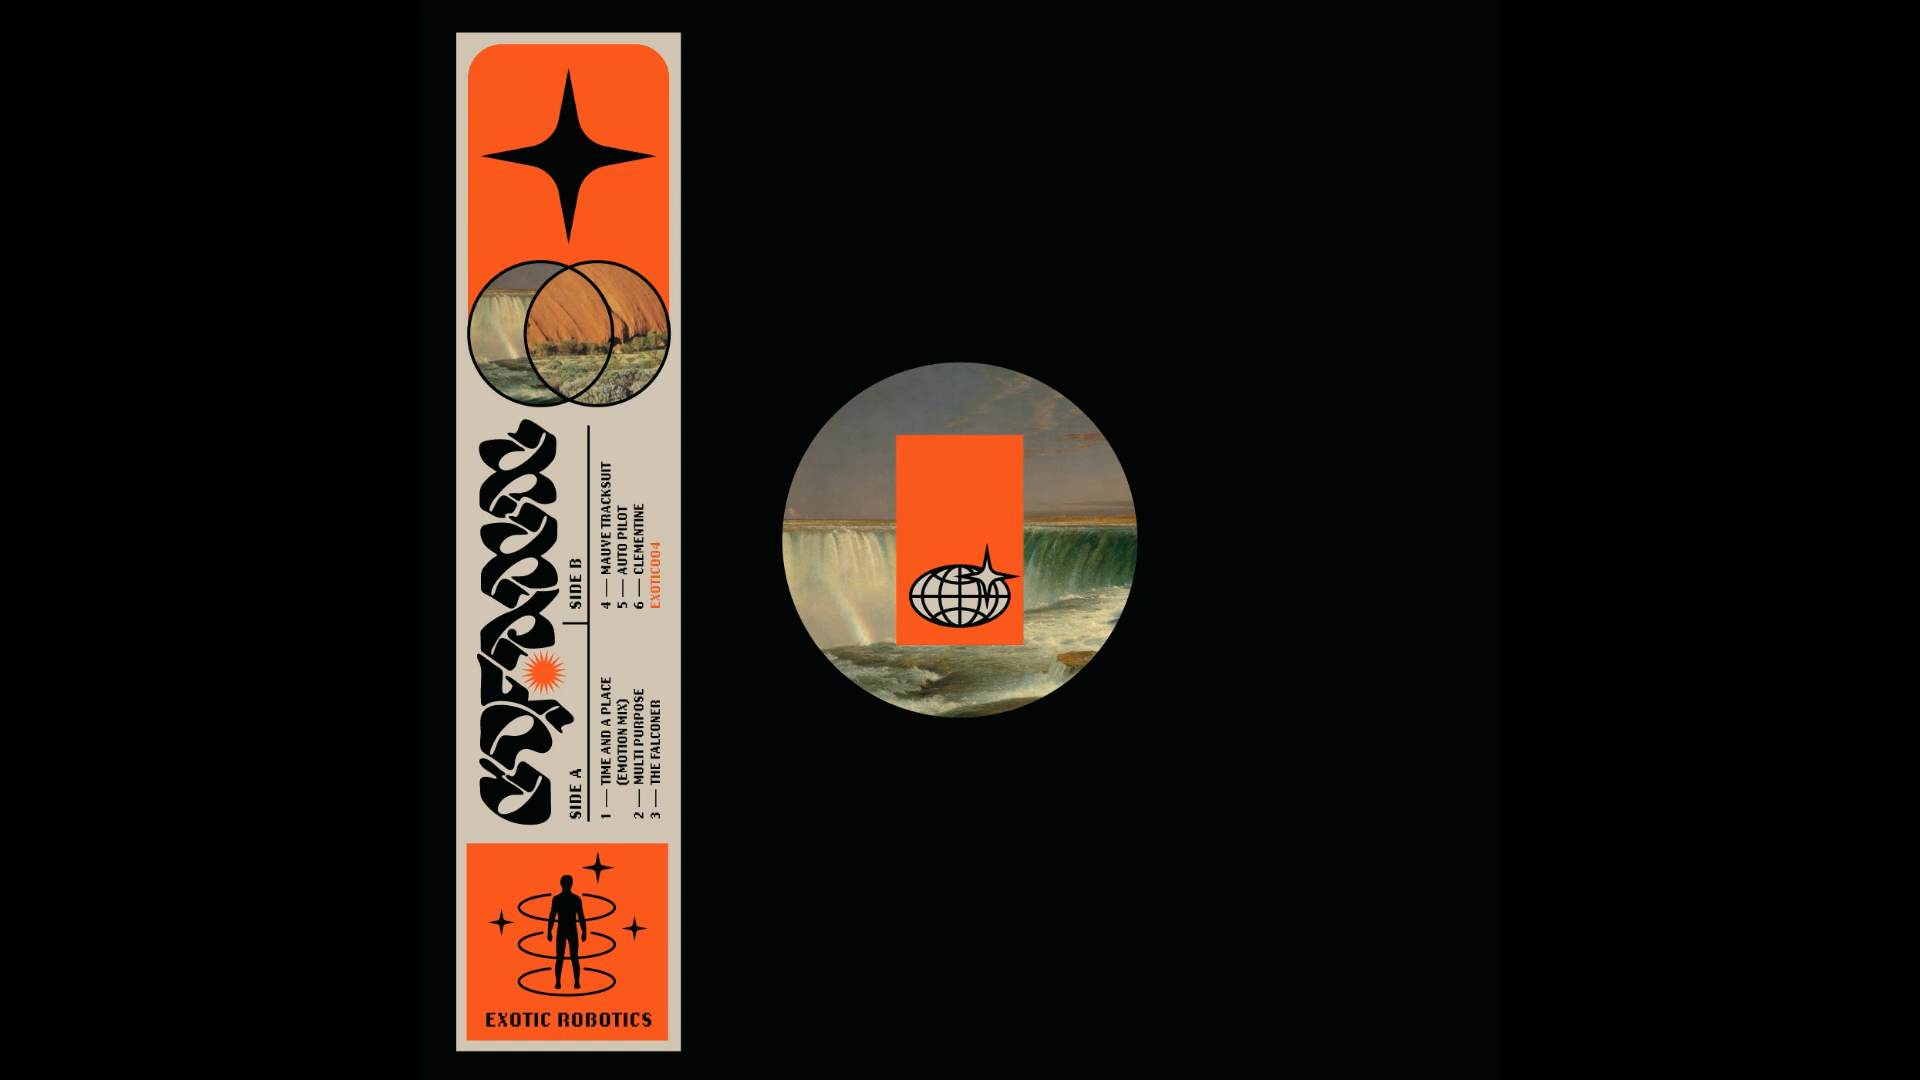 SIDE A
1 — TIME AND A PLACE
(EMOTION MIX)
2 — MULTI PURPOSE
3 — THE FALCONER
SIDE B
4 — MAUVE TRACKSUIT
5 — AUTO PILOT
6 — CLEMENTINE
EXOTIC004
EXOTIC ROBOTICS